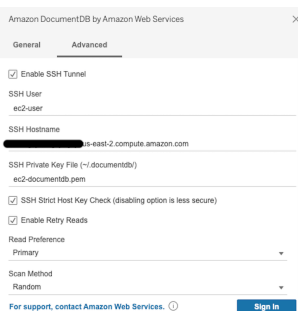 Amazon DocumentDB by Amazon Web Services
General Advanced
Enable SSH Tunnel
SSH User
ec2-user
SSH Hostname
us-east-2.compute.amazon.com
SSH Private Key File (~/.documentdb/)
ec2-documentdb.pem
SSH Strict Host Key Check (disabling option is less secure)
Enable Retry Reads
Read Preference
Primary
Scan Method
Random
For support, contact Amazon Web Services. Sign In